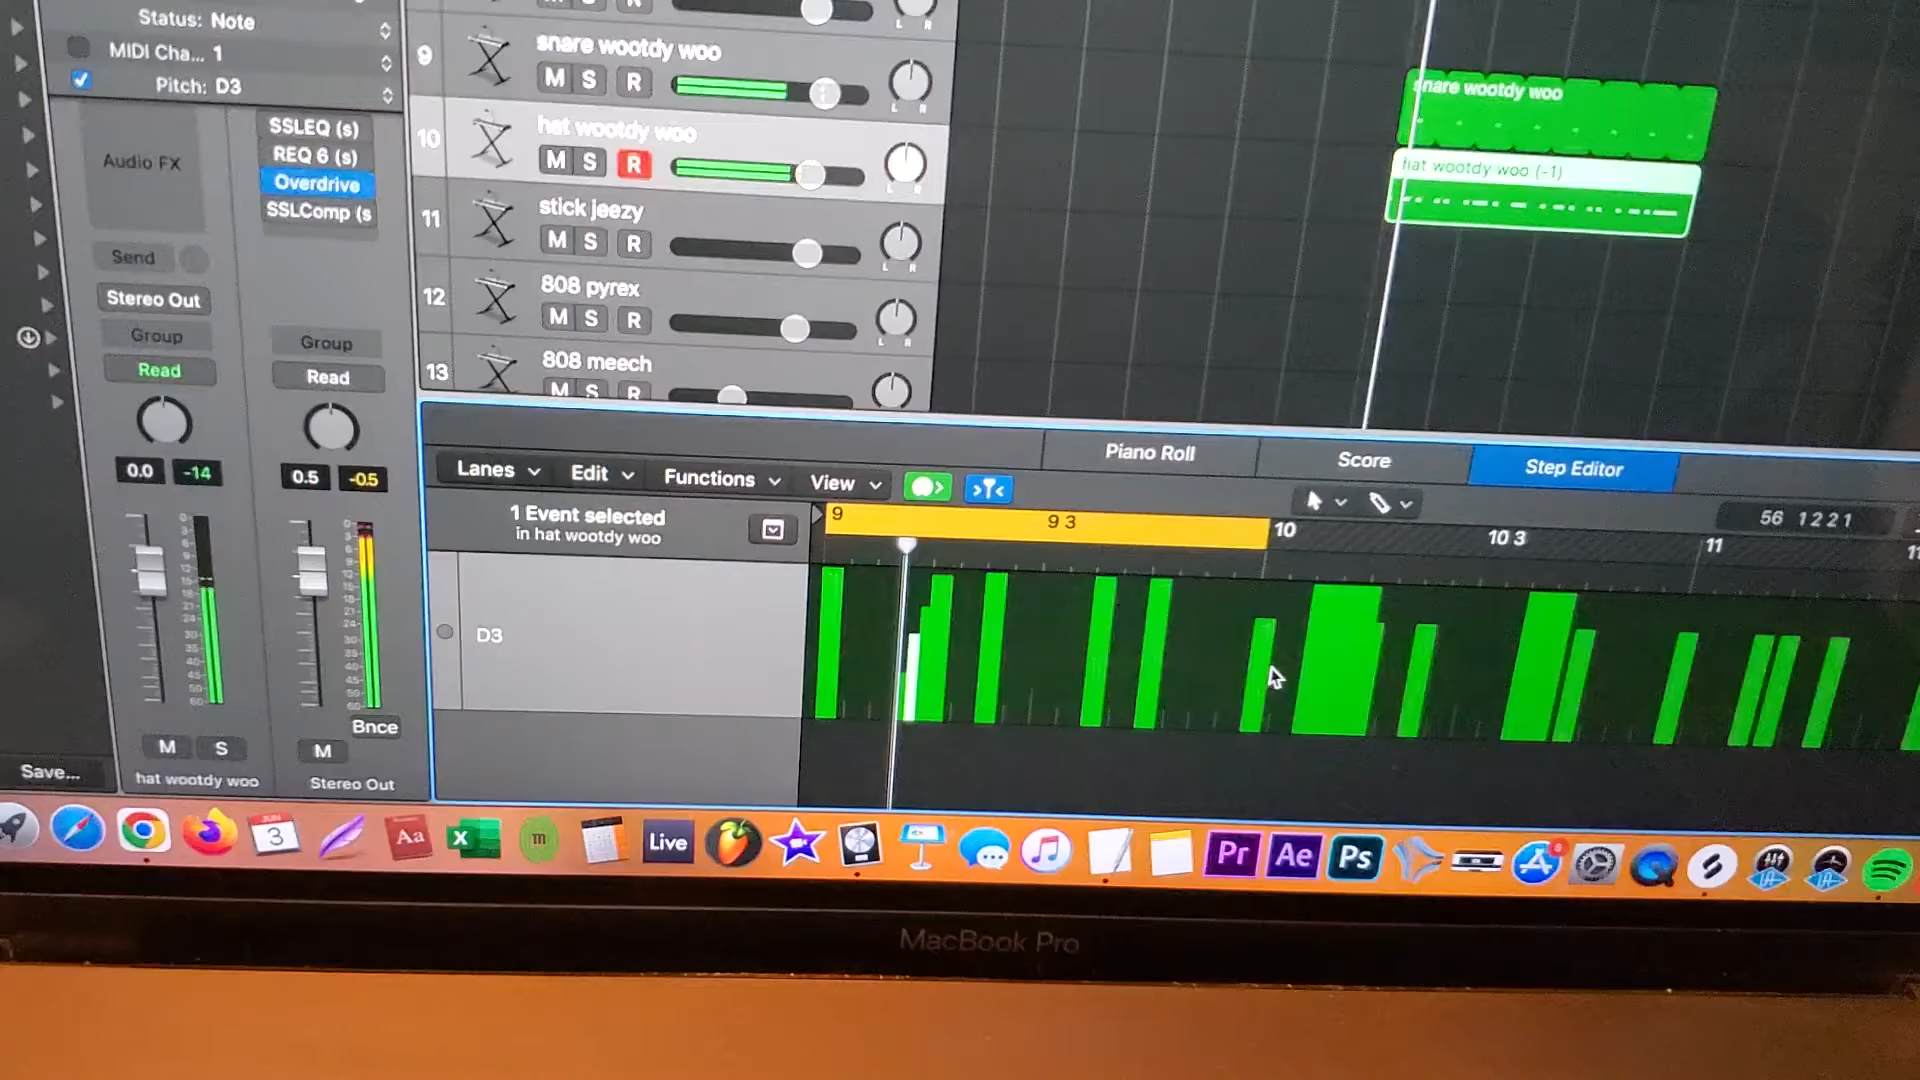 Status: Note
MIDI Cha... 1
Pitch: D3
Audio FX
Send
Stereo Out
Group
Read
0.0 -14
M S
hat wootdy woo
Save...
SSLEQ (s)
REQ 6 (s)
Overdrive
SSLComp (s
Group
Read
0.5 -0.5
Bnce
M
Stereo Out
9
snare wootdy woo
M S R
L R
10
hat wootdy woo
M S R
L R
11
stick jeezy
M S R
L R
12
808 pyrex
M S R
L R
13
808 meech
M S R
snare wootdy woo
hat wootdy woo (-1)
Piano Roll Score Step Editor
Lanes Edit Functions View
1 Event selected
in hat wootdy woo
56 1 2 2 1
9 9 3 10 10 3 11
D3
JUN
3
Aa
X
m
Live
Pr Ae Ps
MacBook Pro